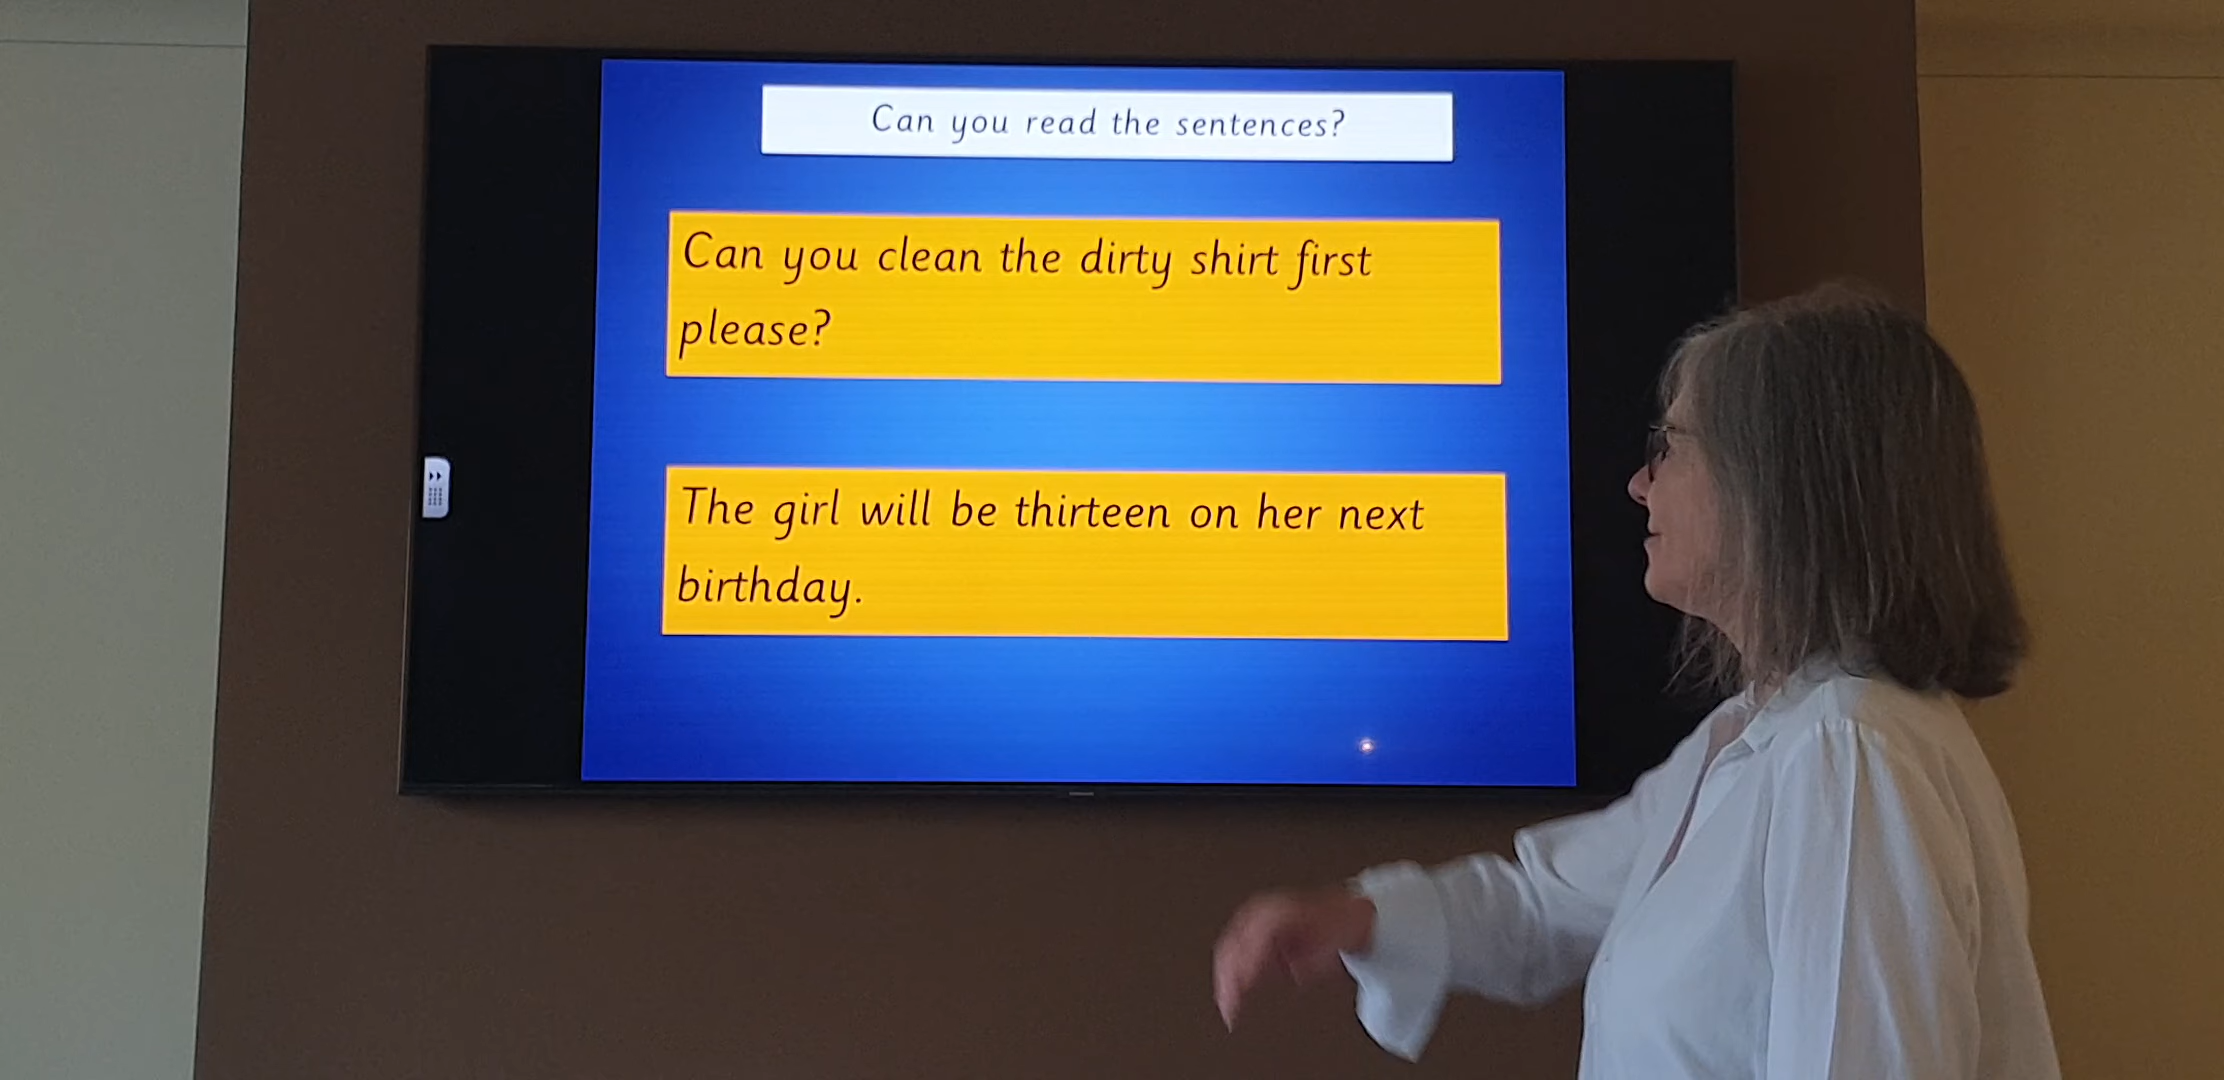 Can you read the sentences?
Can you clean the dirty shirt first
please?
The girl will be thirteen on her next
birthday.